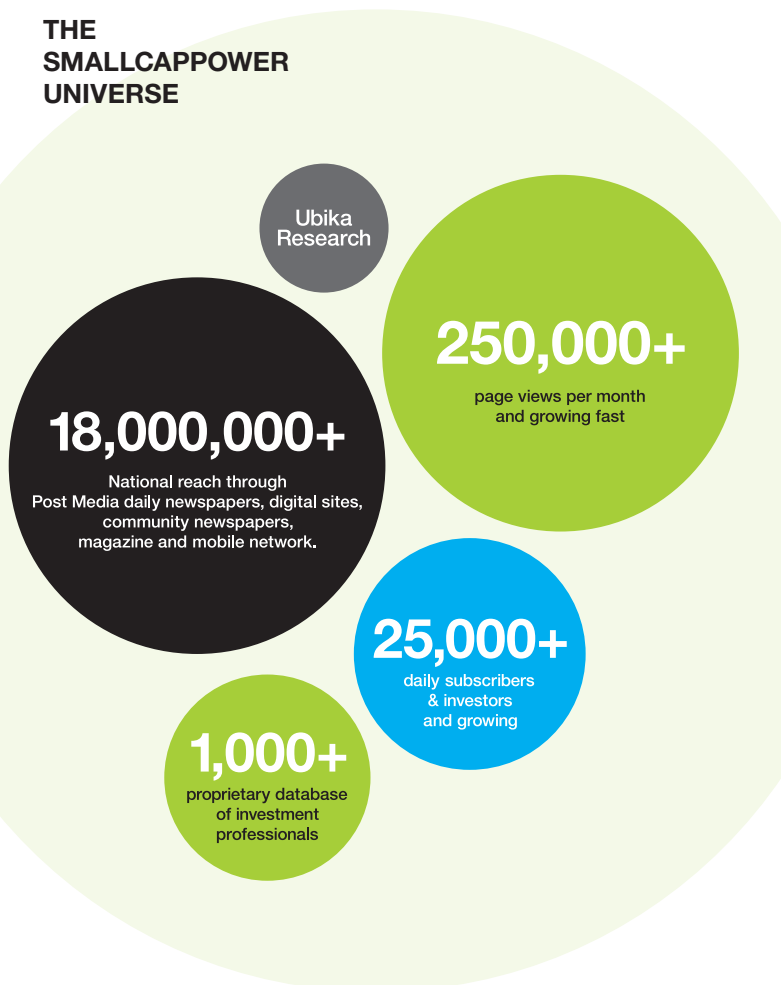 THE
SMALLCAPPOWER
UNIVERSE
Ubika
Research
250,000+
page views per month
and growing fast
18,000,000+
National reach through
Post Media daily newspapers, digital sites,
community newspapers,
magazine and mobile network.
25,000+
daily subscribers
& investors
and growing
1,000+
proprietary database
of investment
professionals